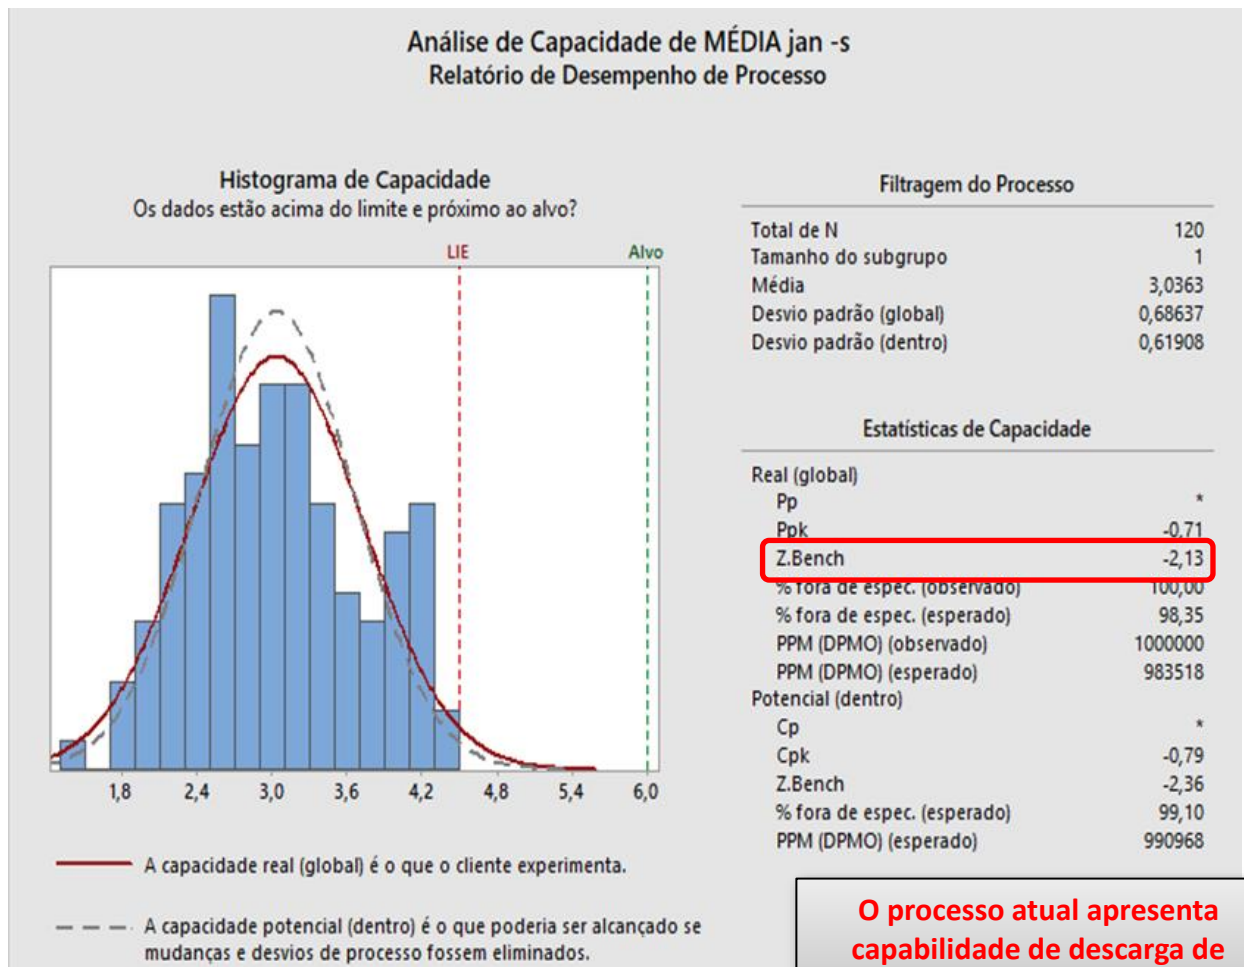 Análise de Capacidade de MÉDIA jan -s
Relatório de Desempenho de Processo
Histograma de Capacidade
Os dados estão acima do limite e próximo ao alvo?
LIE
Alvo
1,8 2,4 3,0 3,6 4,2 4,8 5,4 6,0
A capacidade real (global) é o que o cliente experimenta.
A capacidade potencial (dentro) é o que poderia ser alcançado se
mudanças e desvios de processo fossem eliminados.
Filtragem do Processo
Total de N 120
Tamanho do subgrupo 1
Média 3,0363
Desvio padrão (global) 0,68637
Desvio padrão (dentro) 0,61908
Estatísticas de Capacidade
Real (global)
Pp *
Ppk -0,71
Z.Bench -2,13
% fora de espec. (observado) 100,00
% fora de espec. (esperado) 98,35
PPM (DPMO) (observado) 1000000
PPM (DPMO) (esperado) 983518
Potencial (dentro)
Cp *
Cpk -0,79
Z.Bench -2,36
% fora de espec. (esperado) 99,10
PPM (DPMO) (esperado) 990968
O processo atual apresenta
capabilidade de descarga de